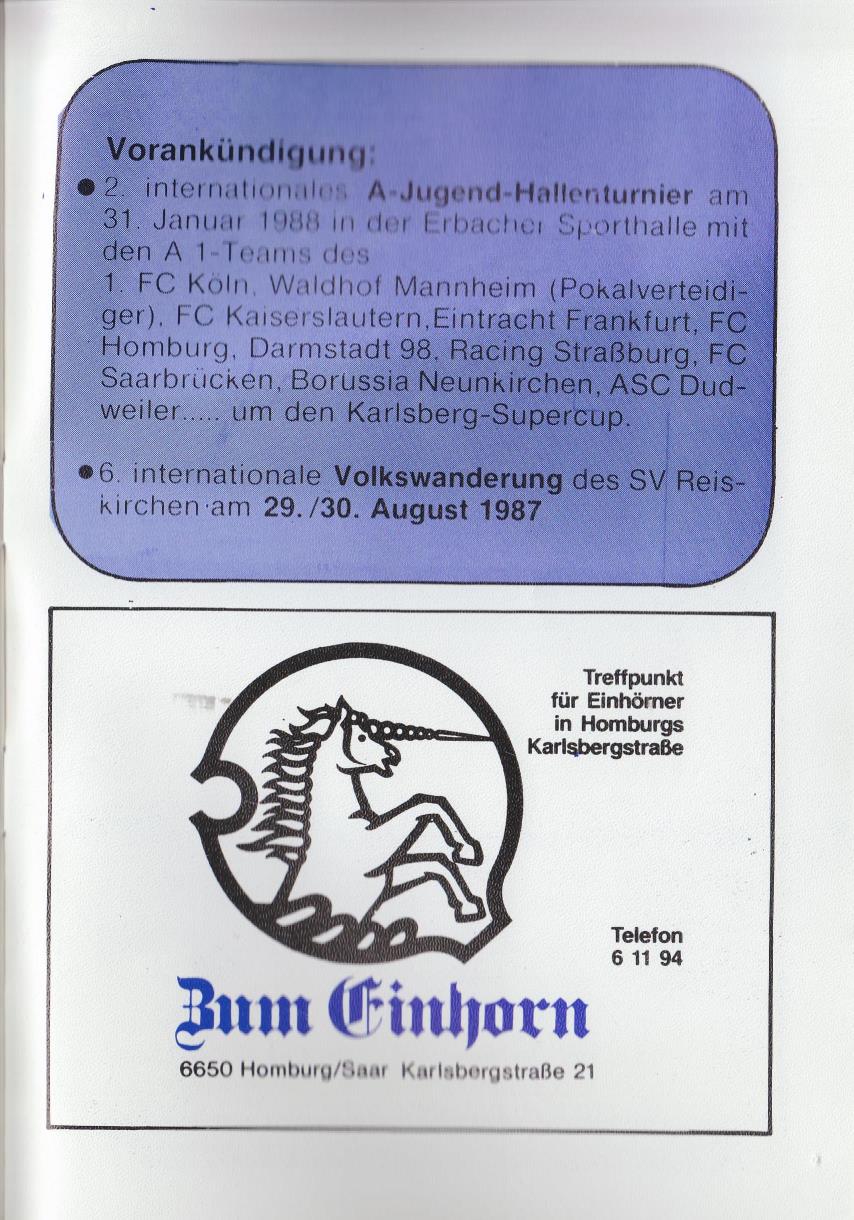 Vorankündigung:
● 2. internationales A-Jugend-Hallenturnier am
31. Januar 1988 in der Erbacher Sporthalle mit
den A 1-Teams des
1. FC Köln, Waldhof Mannheim (Pokalverteidi-
ger), FC Kaiserslautern,Eintracht Frankfurt, FC
Homburg, Darmstadt 98, Racing Straßburg, FC
Saarbrücken, Borussia Neunkirchen, ASC Dud-
weiler..... um den Karlsberg-Supercup.
● 6. internationale Volkswanderung des SV Reis-
kirchen am 29./30. August 1987
Treffpunkt
für Einhörner
in Homburgs
Karlsbergstraße
Telefon
6 11 94
Zum Einhorn
6650 Homburg/Saar Karlsbergstraße 21